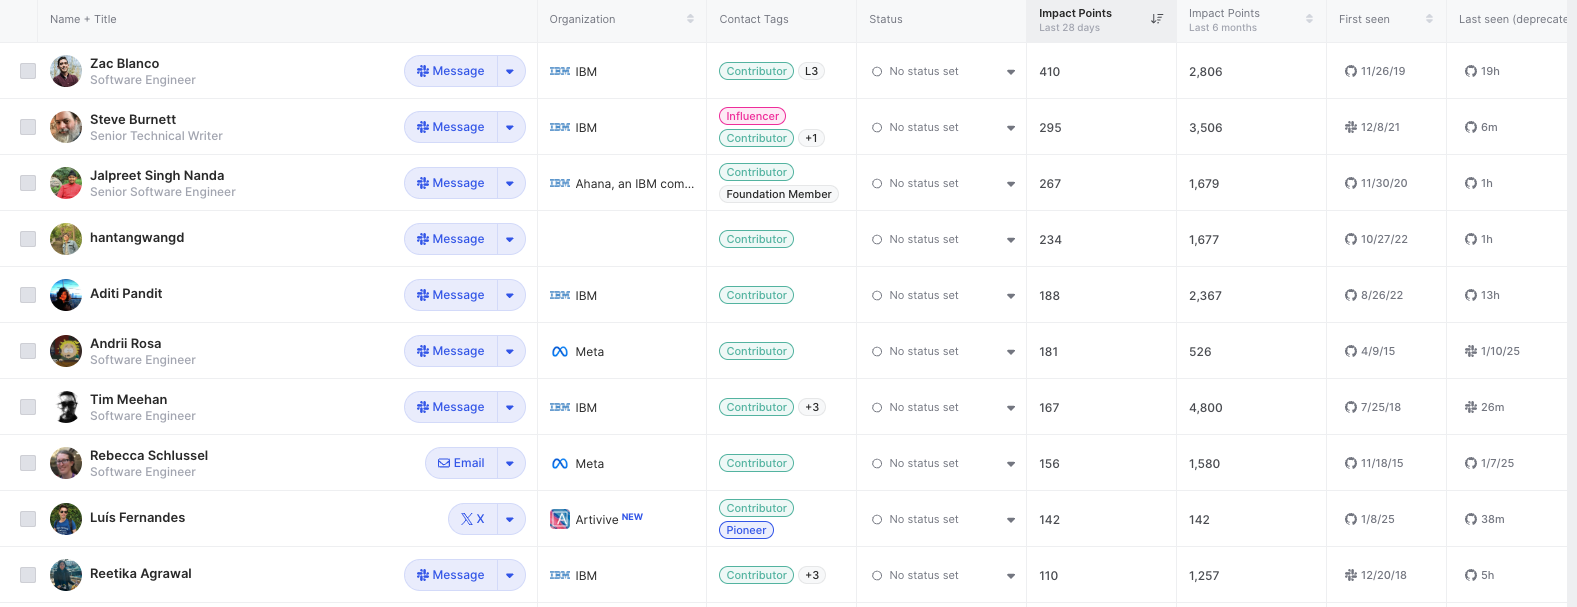 Name + Title Organization Contact Tags Status Impact Points Last 28 days Impact Points Last 6 months First seen Last seen (deprecate
Zac Blanco
Software Engineer
Message IBM IBM Contributor L3 No status set 410 2,806 11/26/19 19h
Steve Burnett
Senior Technical Writer
Message IBM IBM Influencer Contributor +1 No status set 295 3,506 12/8/21 6m
Jalpreet Singh Nanda
Senior Software Engineer
Message IBM Ahana, an IBM com... Contributor Foundation Member No status set 267 1,679 11/30/20 1h
hantangwangd Message Contributor No status set 234 1,677 10/27/22 1h
Aditi Pandit Message IBM IBM Contributor No status set 188 2,367 8/26/22 13h
Andrii Rosa
Software Engineer
Message Meta Contributor No status set 181 526 4/9/15 1/10/25
Tim Meehan
Software Engineer
Message IBM IBM Contributor +3 No status set 167 4,800 7/25/18 26m
Rebecca Schlussel
Software Engineer
Email Meta Contributor No status set 156 1,580 11/18/15 1/7/25
Luís Fernandes X A Artivive NEW Contributor Pioneer No status set 142 142 1/8/25 38m
Reetika Agrawal Message IBM IBM Contributor +3 No status set 110 1,257 12/20/18 5h